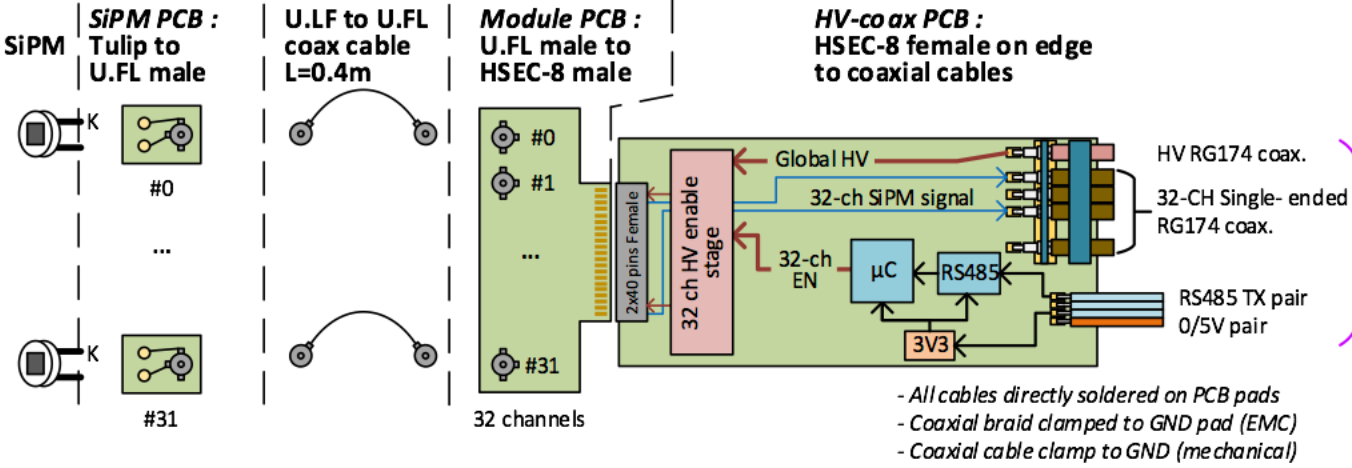 SiPM
SiPM PCB :
Tulip to
U.FL male
U.LF to U.FL
coax cable
L=0.4m
Module PCB :
U.FL male to
HSEC-8 male
HV-coax PCB :
HSEC-8 female on edge
to coaxial cables
K
#0
...
K
#31
#0
#1
...
#31
32 channels
2x40 pins Female
32 ch HV enable
stage
Global HV
32-ch SiPM signal
32-ch
EN
µC
RS485
3V3
HV RG174 coax.
32-CH Single- ended
RG174 coax.
RS485 TX pair
0/5V pair
- All cables directly soldered on PCB pads
- Coaxial braid clamped to GND pad (EMC)
- Coaxial cable clamp to GND (mechanical)